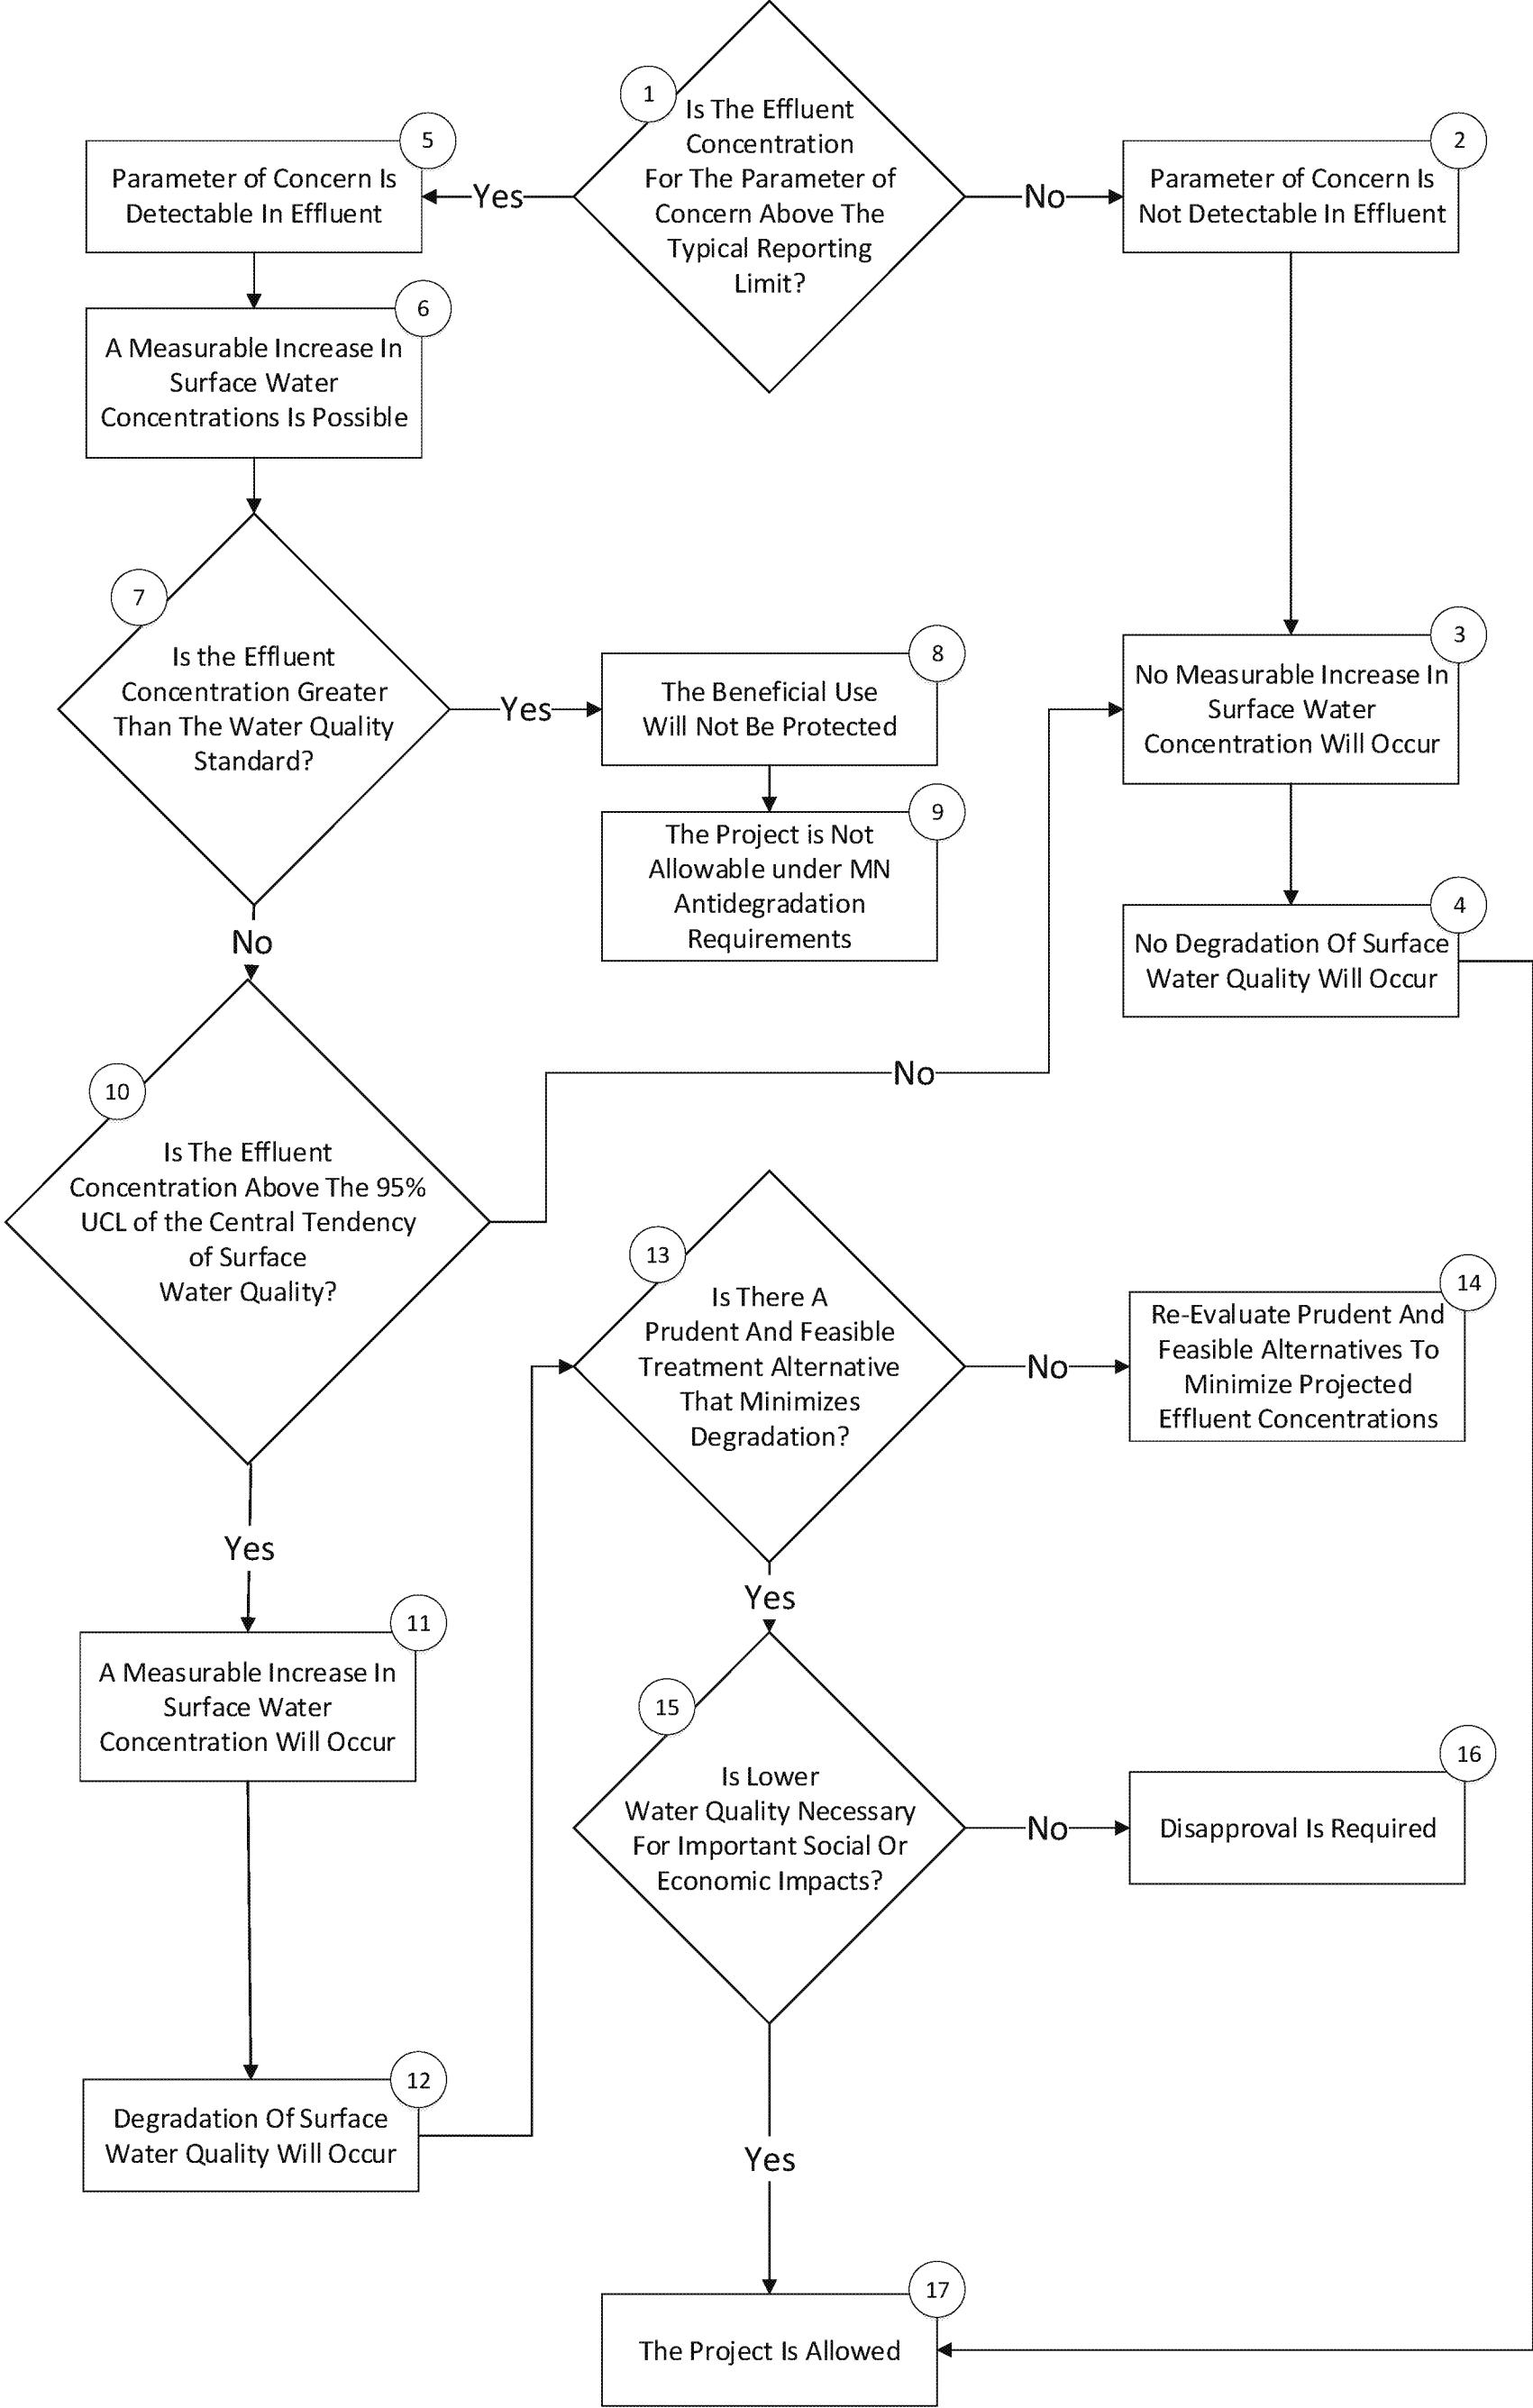 1
Is The Effluent
Concentration
For The Parameter of
Concern Above The
Typical Reporting
Limit?
Yes
No
2
Parameter of Concern Is
Not Detectable In Effluent
5
Parameter of Concern Is
Detectable In Effluent
6
A Measurable Increase In
Surface Water
Concentrations Is Possible
7
Is the Effluent
Concentration Greater
Than The Water Quality
Standard?
Yes
8
The Beneficial Use
Will Not Be Protected
9
The Project is Not
Allowable under MN
Antidegradation
Requirements
3
No Measurable Increase In
Surface Water
Concentration Will Occur
4
No Degradation Of Surface
Water Quality Will Occur
No
10
Is The Effluent
Concentration Above The 95%
UCL of the Central Tendency
of Surface
Water Quality?
No
Yes
11
A Measurable Increase In
Surface Water
Concentration Will Occur
12
Degradation Of Surface
Water Quality Will Occur
13
Is There A
Prudent And Feasible
Treatment Alternative
That Minimizes
Degradation?
No
14
Re-Evaluate Prudent And
Feasible Alternatives To
Minimize Projected
Effluent Concentrations
Yes
15
Is Lower
Water Quality Necessary
For Important Social Or
Economic Impacts?
No
16
Disapproval Is Required
Yes
17
The Project Is Allowed